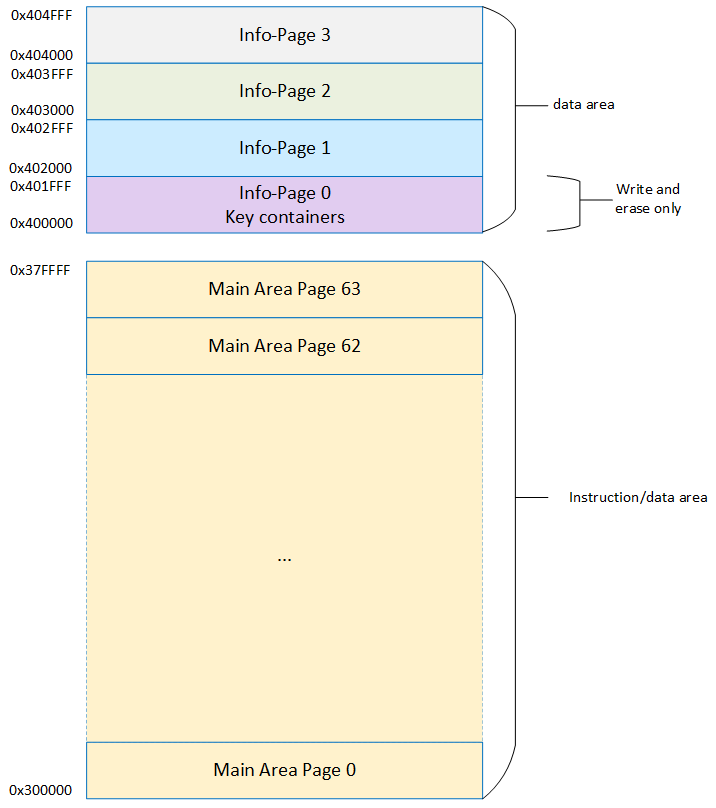 0x404FFF
Info-Page 3
0x404000
0x403FFF
Info-Page 2
data area
0x403000
0x402FFF
Info-Page 1
0x402000
0x401FFF
Info-Page 0
Key containers
Write and
erase only
0x400000
0x37FFFF
Main Area Page 63
Main Area Page 62
Instruction/data area
...
Main Area Page 0
0x300000